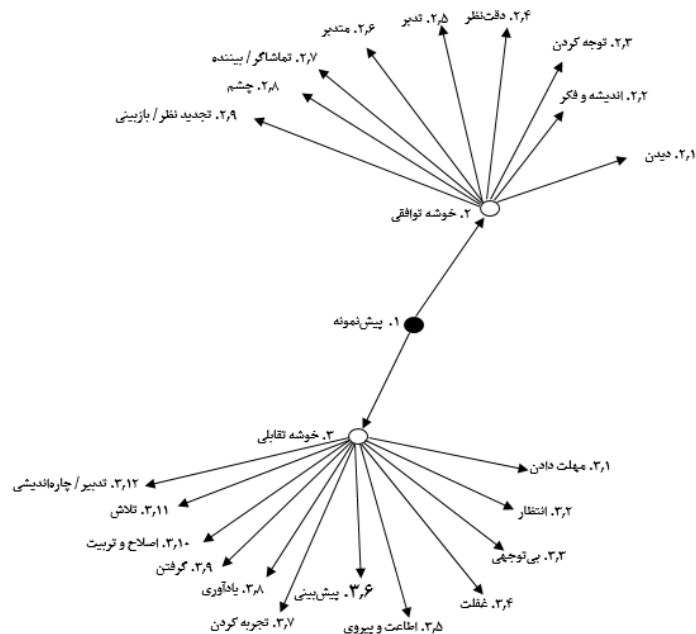 ۱. پیش‌نمونه
۲. خوشه توافقی
۲٫۱. دیدن
۲٫۲. اندیشه و فکر
۲٫۳. توجه کردن
۲٫۴. دقت‌نظر
۲٫۵. تدبر
۲٫۶. متدبر
۲٫۷. تماشاگر / بیننده
۲٫۸. چشم
۲٫۹. تجدید نظر / بازبینی
۳. خوشه تقابلی
۳٫۱. مهلت دادن
۳٫۲. انتظار
۳٫۳. بی‌توجهی
۳٫۴. غفلت
۳٫۵. اطاعت و پیروی
۳٫۶. پیش‌بینی
۳٫۷. تجربه کردن
۳٫۸. یادآوری
۳٫۹. گرفتن
۳٫۱۰. اصلاح و تربیت
۳٫۱۱. تلاش
۳٫۱۲. تدبیر / چاره‌اندیشی